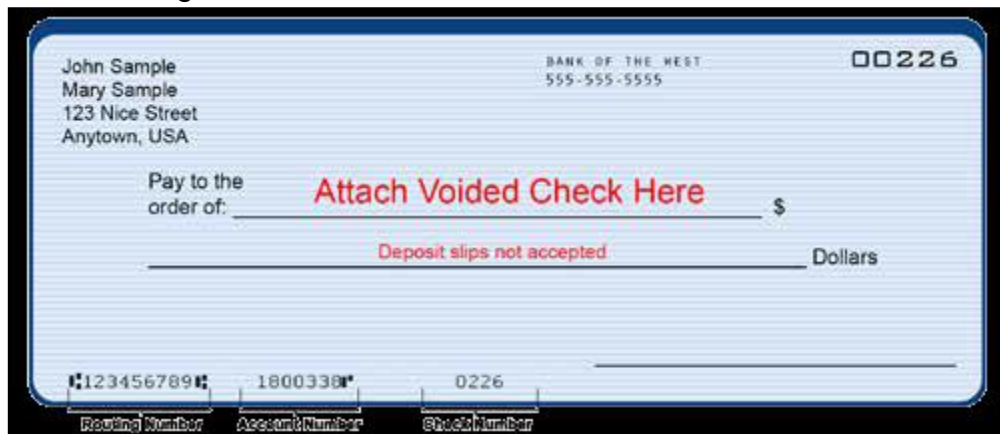 John Sample
Mary Sample
123 Nice Street
Anytown, USA
BANK OF THE WEST
555-555-5555
00226
Pay to the
order of: Attach Voided Check Here $
Deposit slips not accepted Dollars
⑆123456789⑆ 1800338⑈ 0226
Routing Number Account Number Check Number